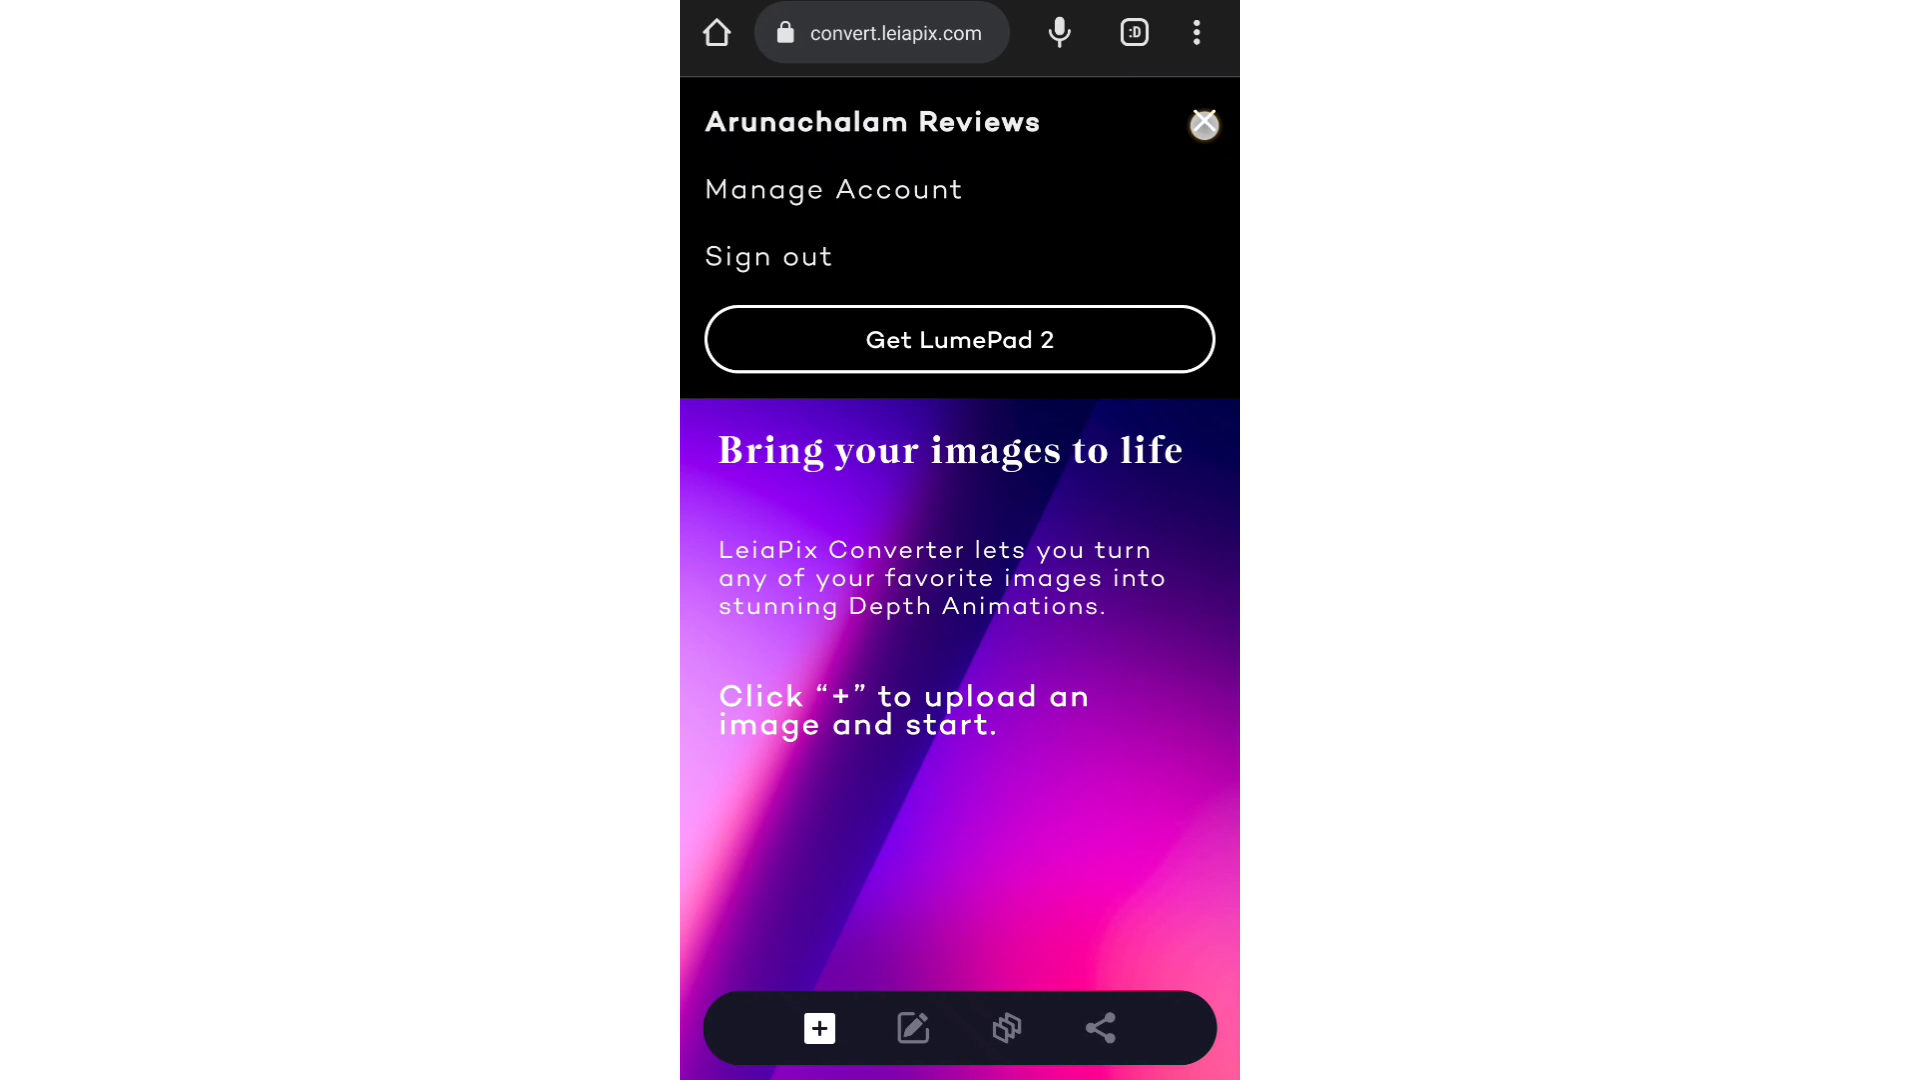 convert.leiapix.com
:D
Arunachalam Reviews
Manage Account
Sign out
Get LumePad 2
Bring your images to life
LeiaPix Converter lets you turn
any of your favorite images into
stunning Depth Animations.
Click “+” to upload an
image and start.